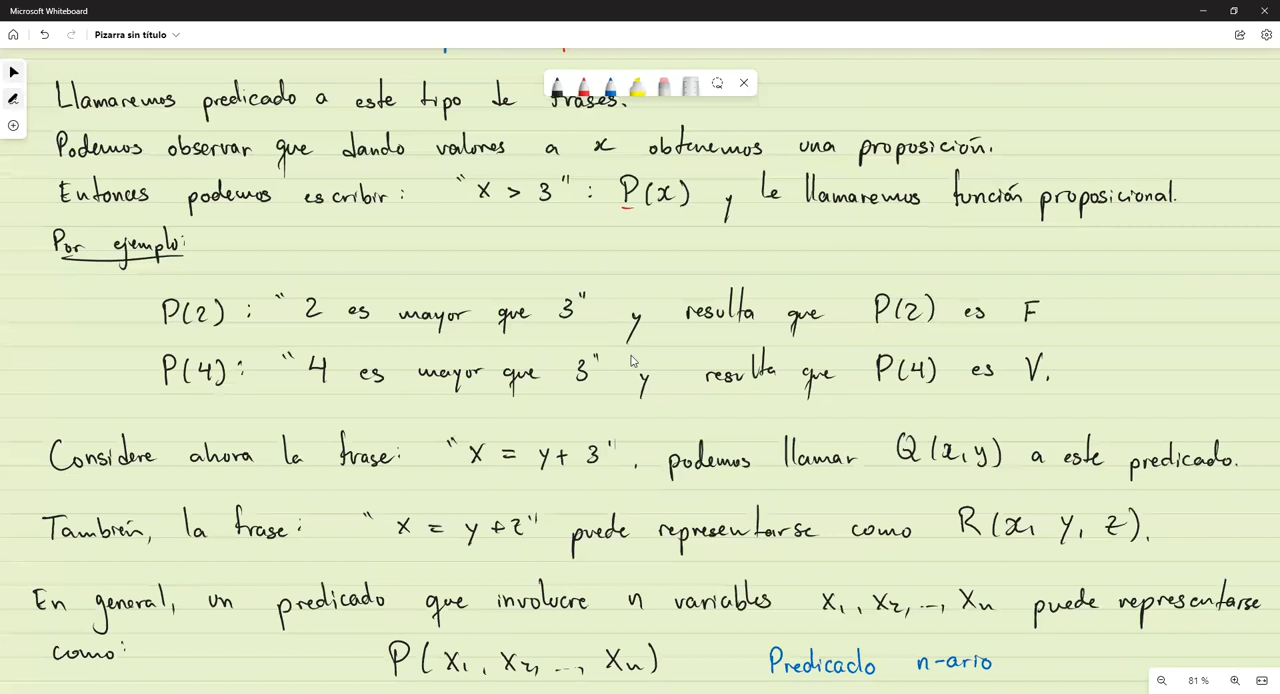 Microsoft Whiteboard
Pizarra sin título
Llamaremos predicado a este tipo de frases.
Podemos observar que dando valores a x obtenemos una proposición.
Entonces podemos escribir: "x > 3" : P(x) y le llamaremos función proposicional.
Por ejemplo:
P(2) : "2 es mayor que 3" y resulta que P(2) es F
P(4) : "4 es mayor que 3" y resulta que P(4) es V.
Considere ahora la frase: "x = y + 3", podemos llamar Q(x,y) a este predicado.
También, la frase: "x = y + z" puede representarse como R(x, y, z).
En general, un predicado que involucre n variables x₁, x₂, ..., xₙ puede representarse
como:
P(x₁, x₂, ..., xₙ) Predicado n-ario
81 %